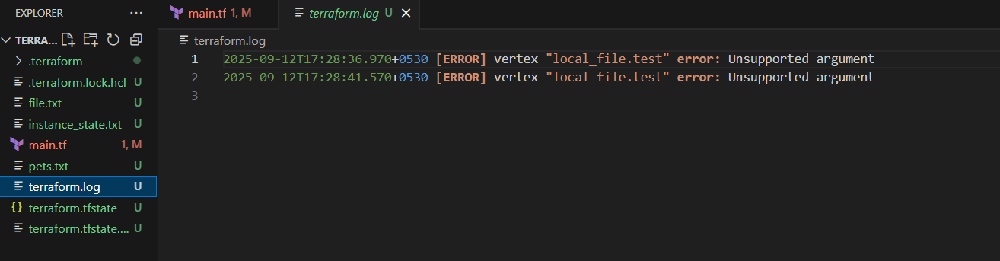 EXPLORER ···
TERRA...
.terraform
.terraform.lock.hcl U
file.txt U
instance_state.txt U
main.tf 1, M
pets.txt U
terraform.log U
{} terraform.tfstate U
terraform.tfstate.... U
main.tf 1, M
terraform.log U
terraform.log
1 2025-09-12T17:28:36.970+0530 [ERROR] vertex "local_file.test" error: Unsupported argument
2 2025-09-12T17:28:41.570+0530 [ERROR] vertex "local_file.test" error: Unsupported argument
3